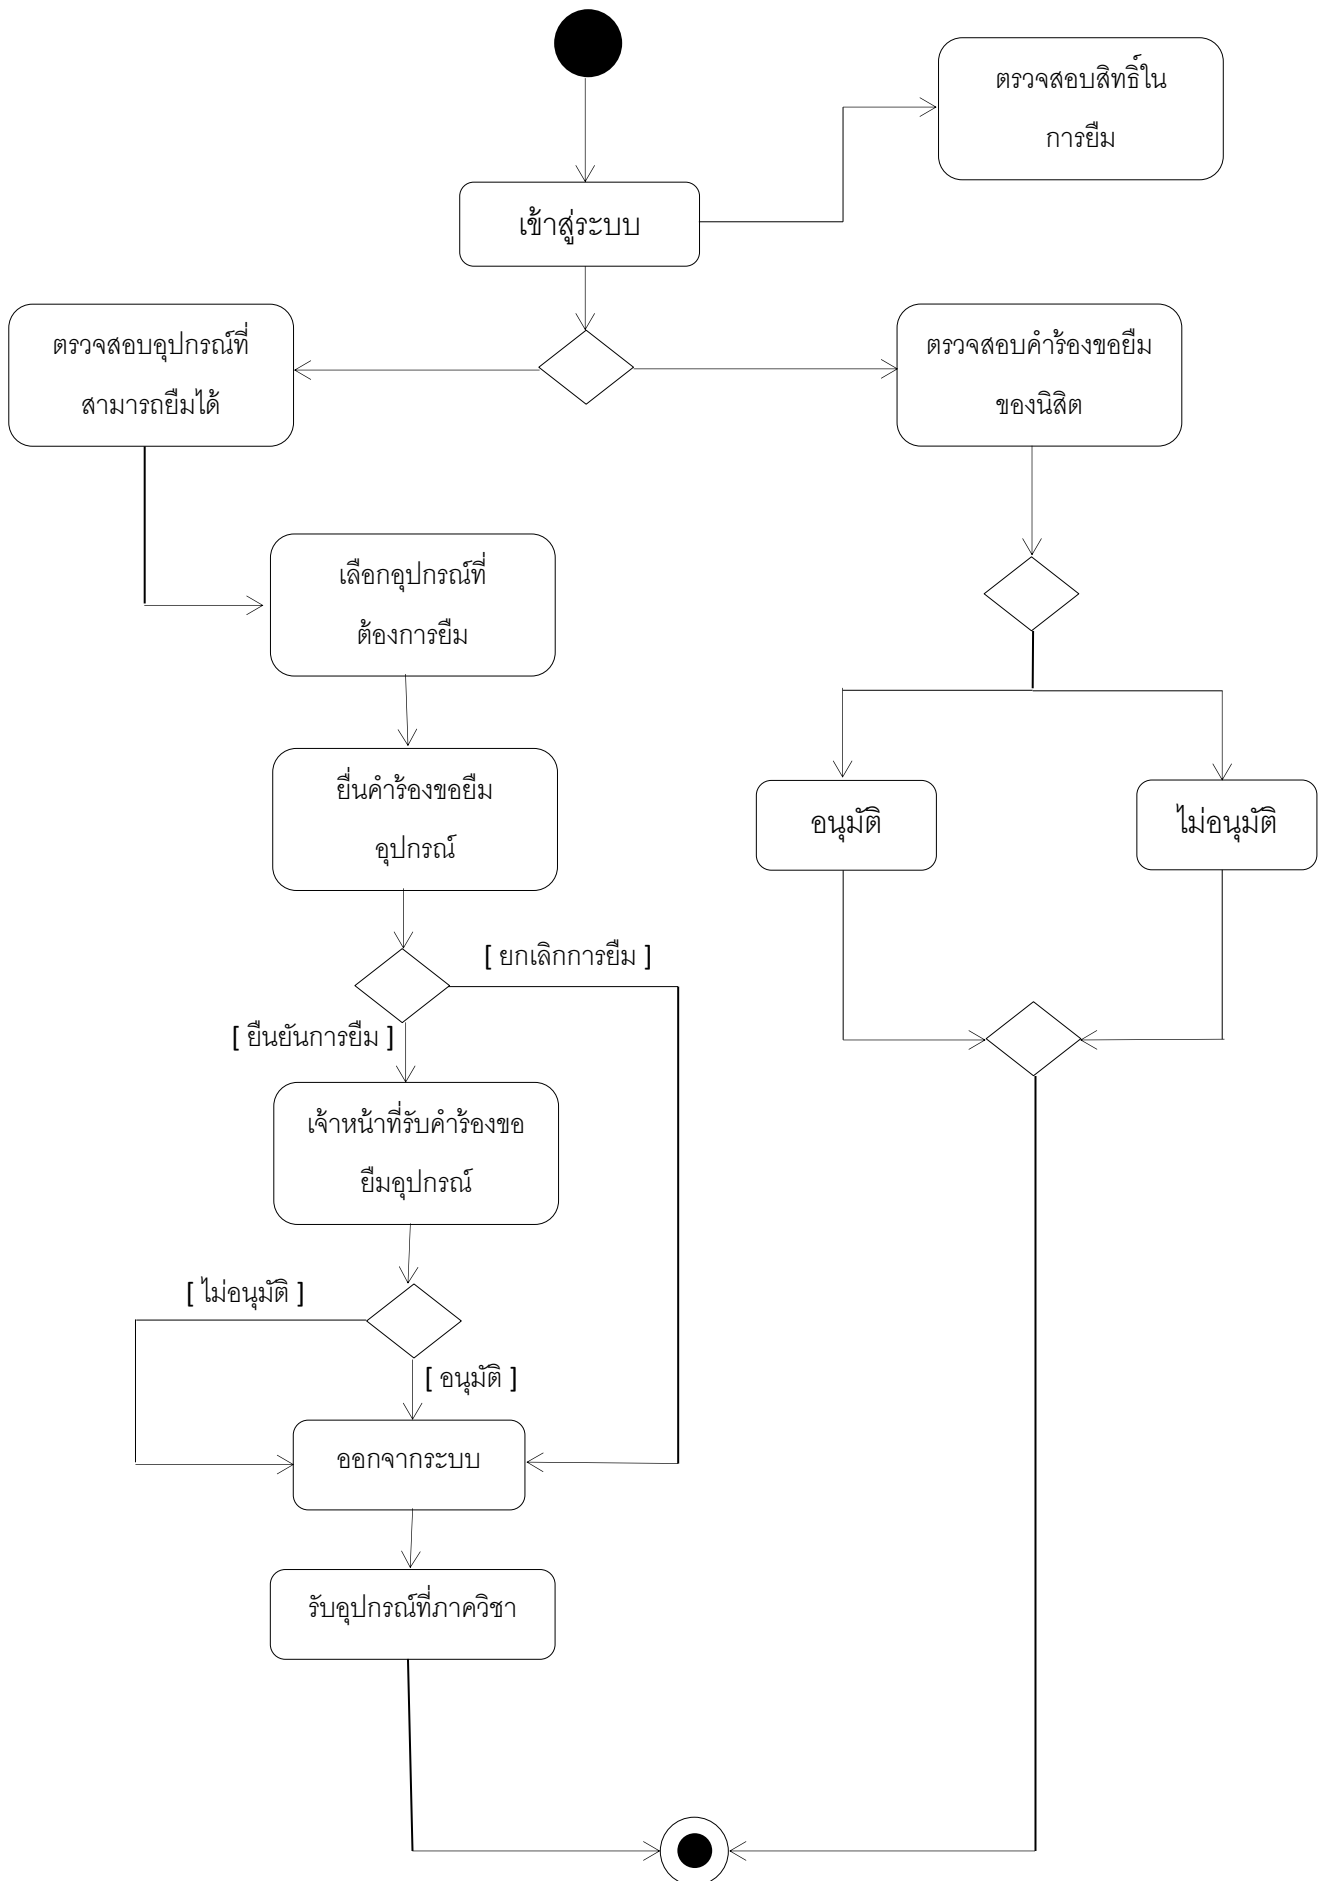 ตรวจสอบสิทธิ์ใน
การยืม
เข้าสู่ระบบ
ตรวจสอบอุปกรณ์ที่
สามารถยืมได้
ตรวจสอบคำร้องขอยืม
ของนิสิต
เลือกอุปกรณ์ที่
ต้องการยืม
ยื่นคำร้องขอยืม
อุปกรณ์
อนุมัติ
ไม่อนุมัติ
[ ยกเลิกการยืม ]
[ ยืนยันการยืม ]
เจ้าหน้าที่รับคำร้องขอ
ยืมอุปกรณ์
[ ไม่อนุมัติ ]
[ อนุมัติ ]
ออกจากระบบ
รับอุปกรณ์ที่ภาควิชา